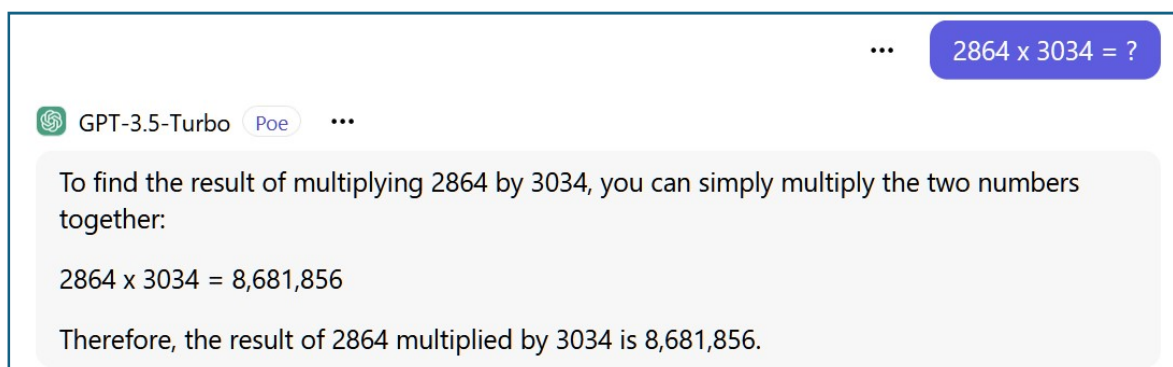 ••• 2864 x 3034 = ?
GPT-3.5-Turbo Poe •••
To find the result of multiplying 2864 by 3034, you can simply multiply the two numbers
together:
2864 x 3034 = 8,681,856
Therefore, the result of 2864 multiplied by 3034 is 8,681,856.